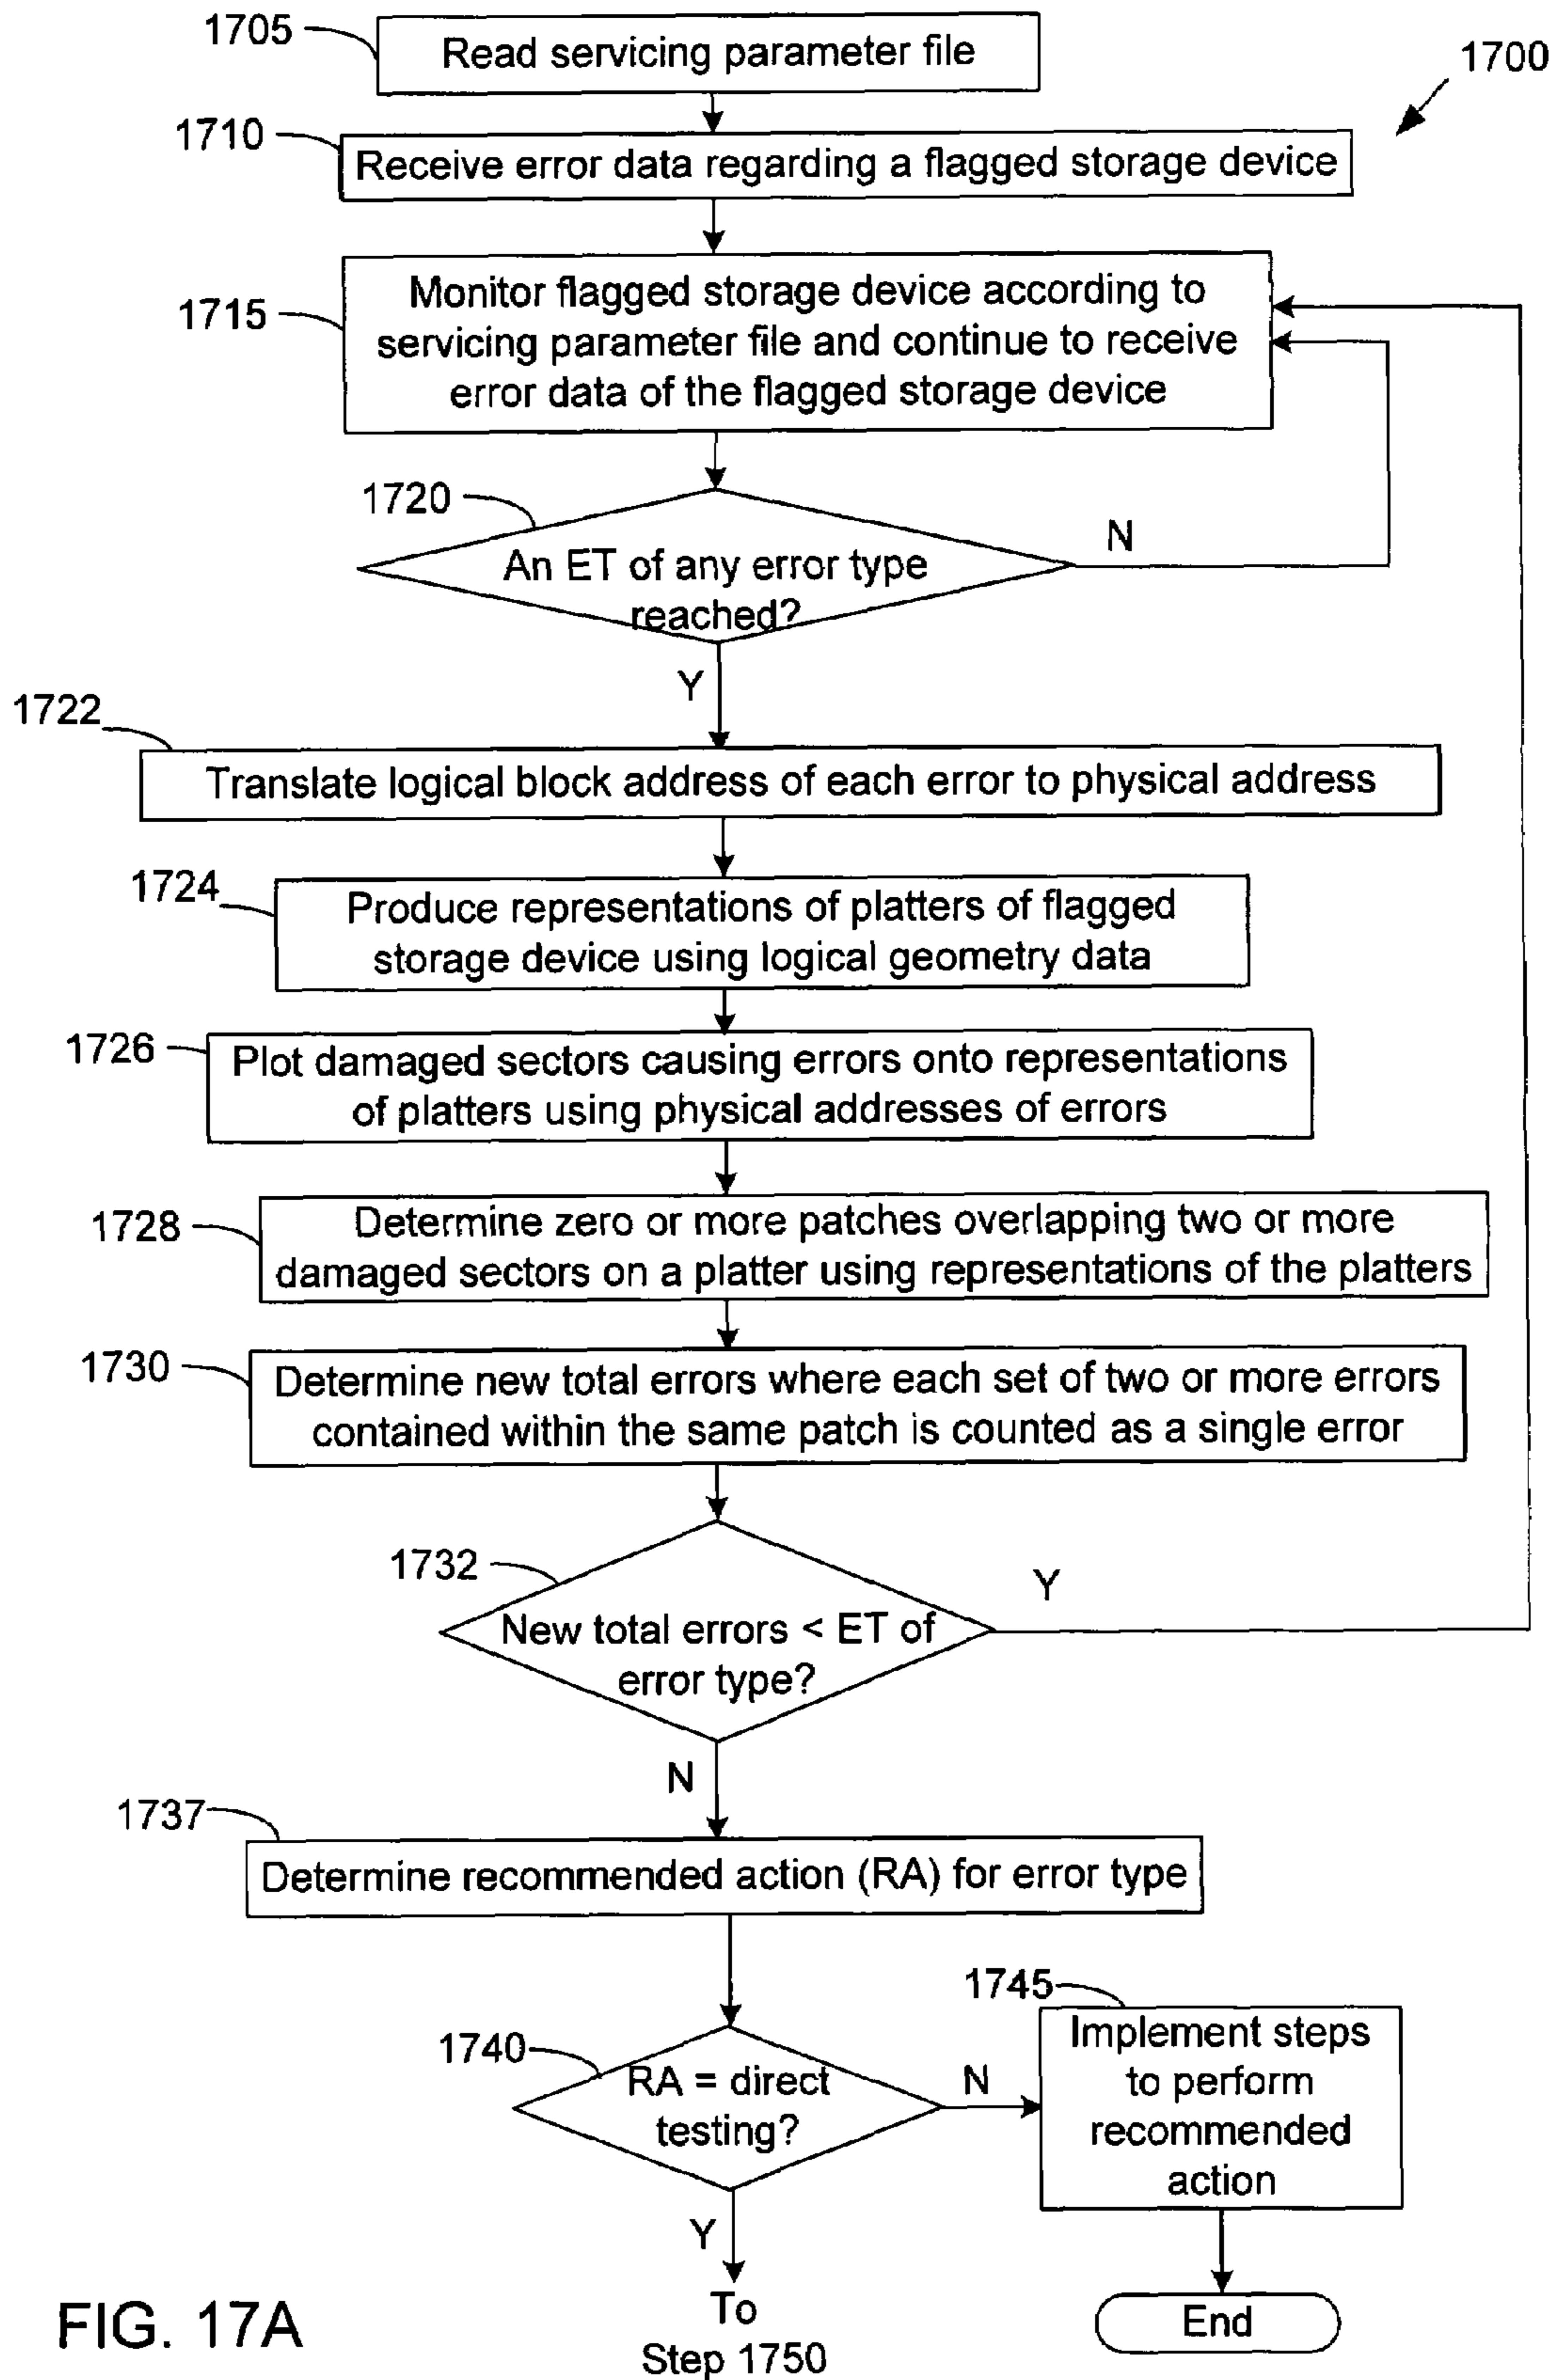 1705
Read servicing parameter file
1700
1710
Receive error data regarding a flagged storage device
1715
Monitor flagged storage device according to
servicing parameter file and continue to receive
error data of the flagged storage device
1720
An ET of any error type
reached?
N
Y
1722
Translate logical block address of each error to physical address
1724
Produce representations of platters of flagged
storage device using logical geometry data
1726
Plot damaged sectors causing errors onto representations
of platters using physical addresses of errors
1728
Determine zero or more patches overlapping two or more
damaged sectors on a platter using representations of the platters
1730
Determine new total errors where each set of two or more errors
contained within the same patch is counted as a single error
1732
New total errors < ET of
error type?
Y
N
1737
Determine recommended action (RA) for error type
1740
RA = direct
testing?
N
1745
Implement steps
to perform
recommended
action
Y
To
Step 1750
End
FIG. 17A